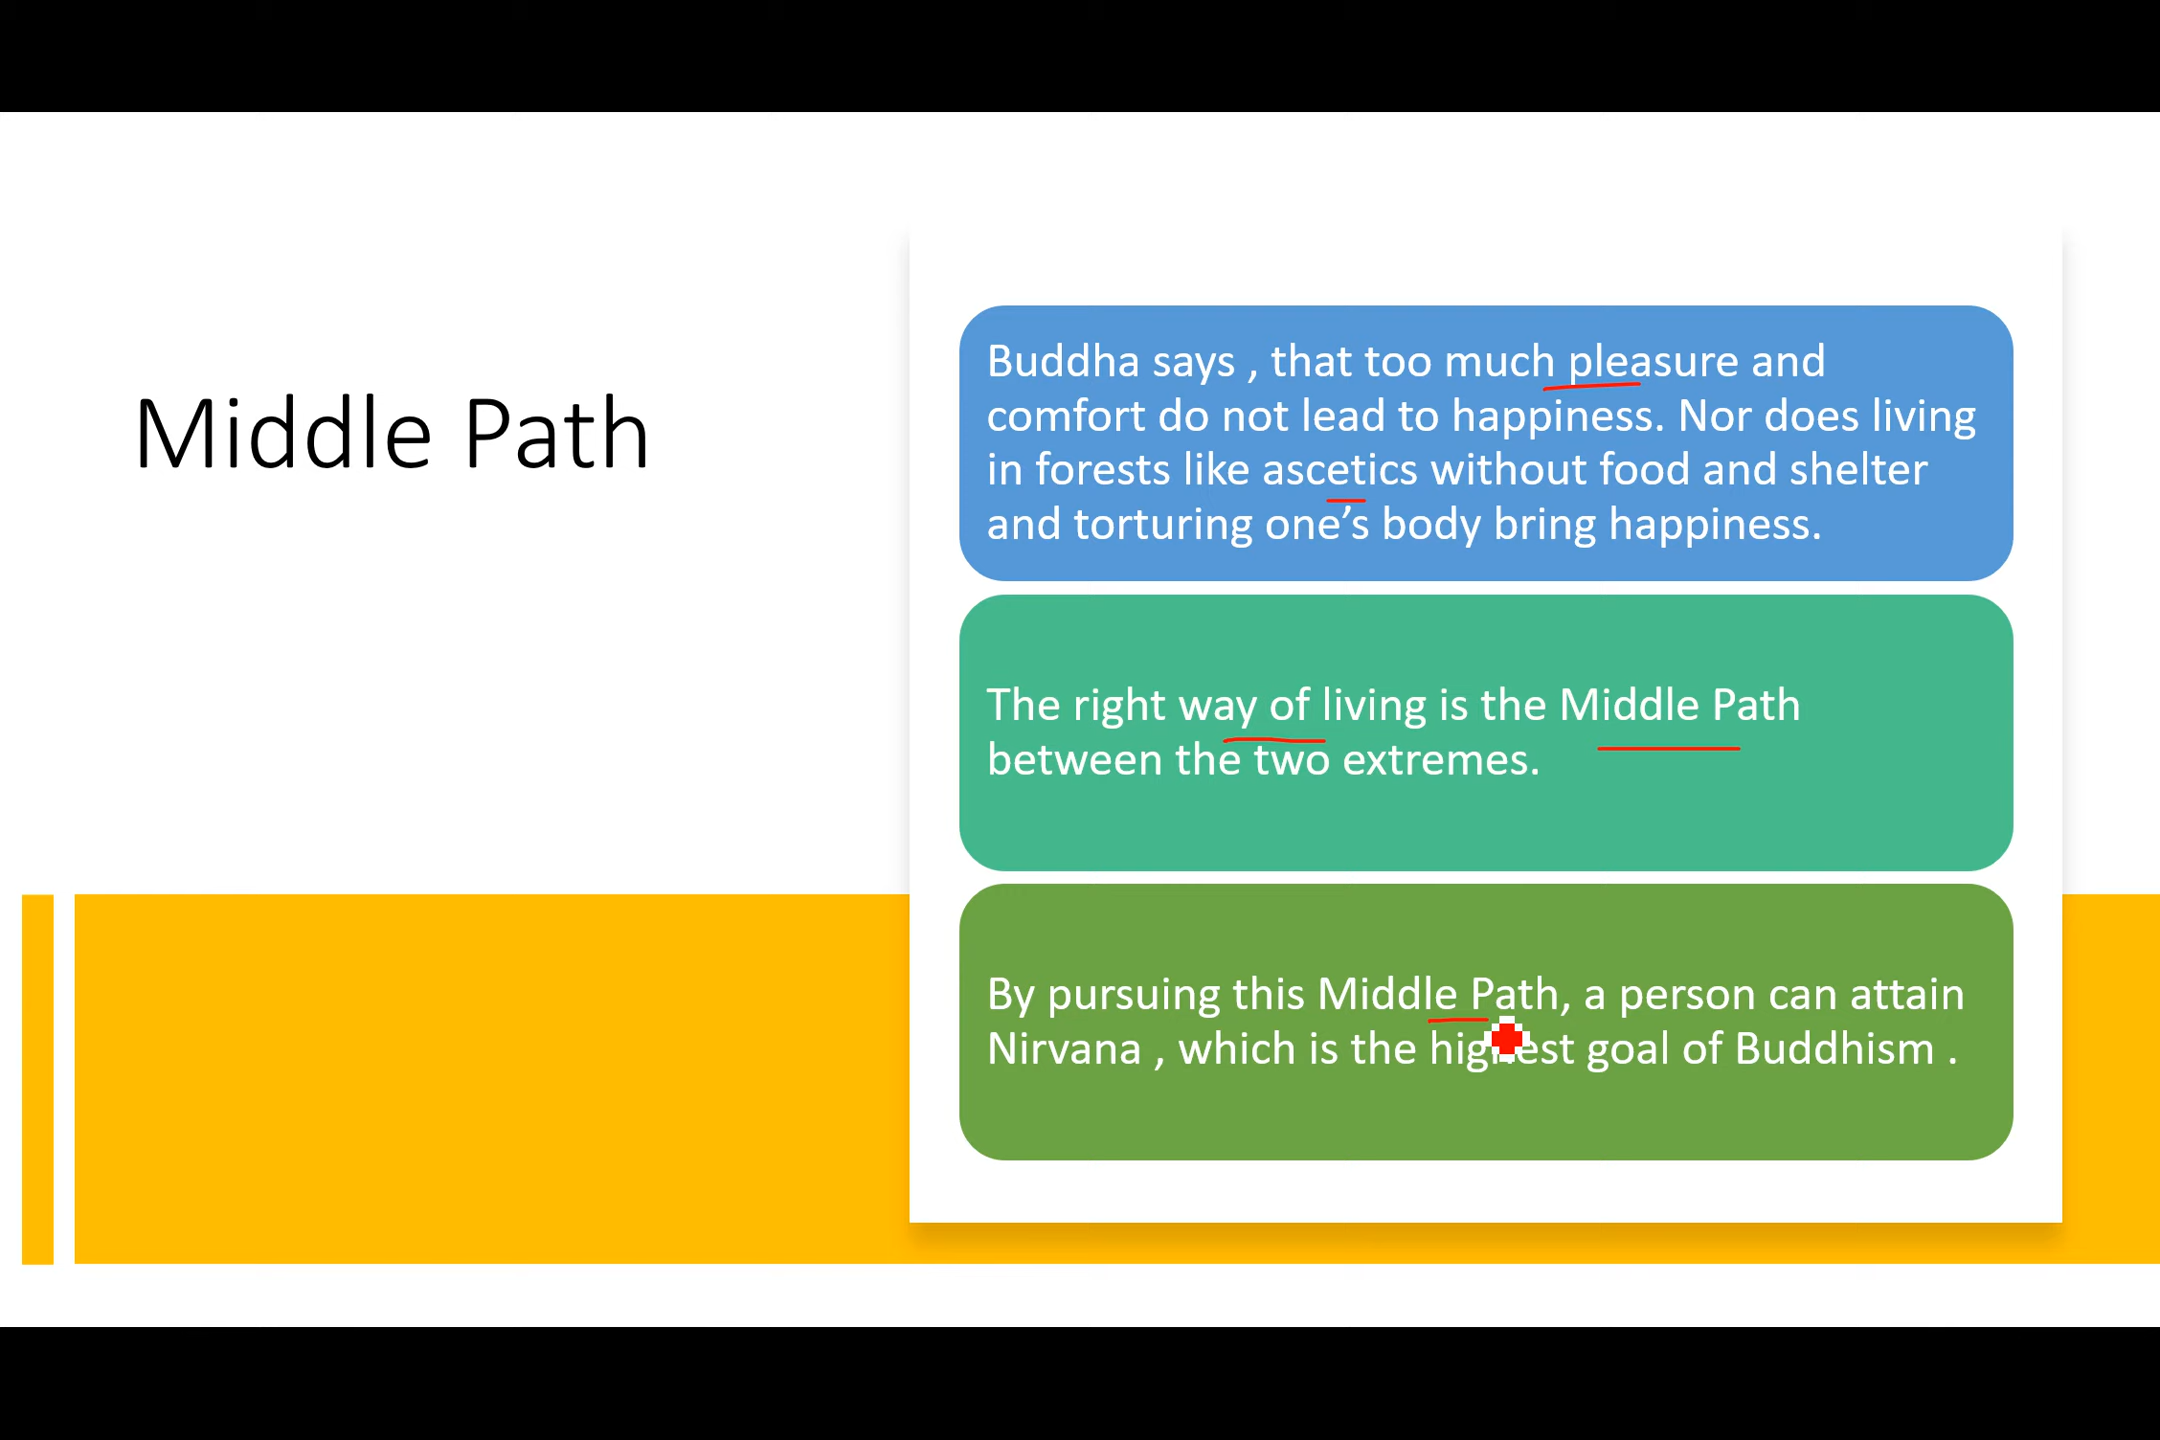 Middle Path
Buddha says , that too much pleasure and
comfort do not lead to happiness. Nor does living
in forests like ascetics without food and shelter
and torturing one’s body bring happiness.
The right way of living is the Middle Path
between the two extremes.
By pursuing this Middle Path, a person can attain
Nirvana , which is the highest goal of Buddhism .